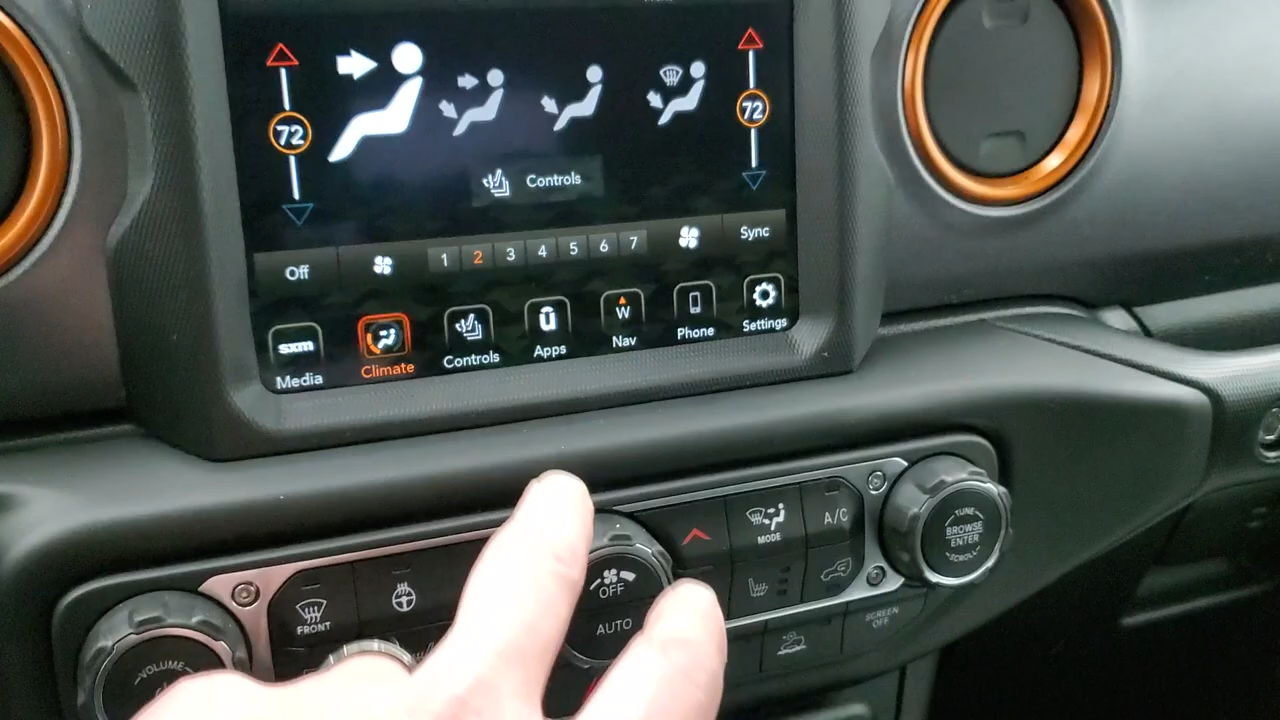 72
72
Controls
Off
1 2 3 4 5 6 7
Sync
sxm
Media
Climate
Controls
Apps
W
Nav
Phone
Settings
FRONT
OFF
AUTO
MODE
A/C
SCREEN
OFF
VOLUME
TUNE
BROWSE
ENTER
SCROLL